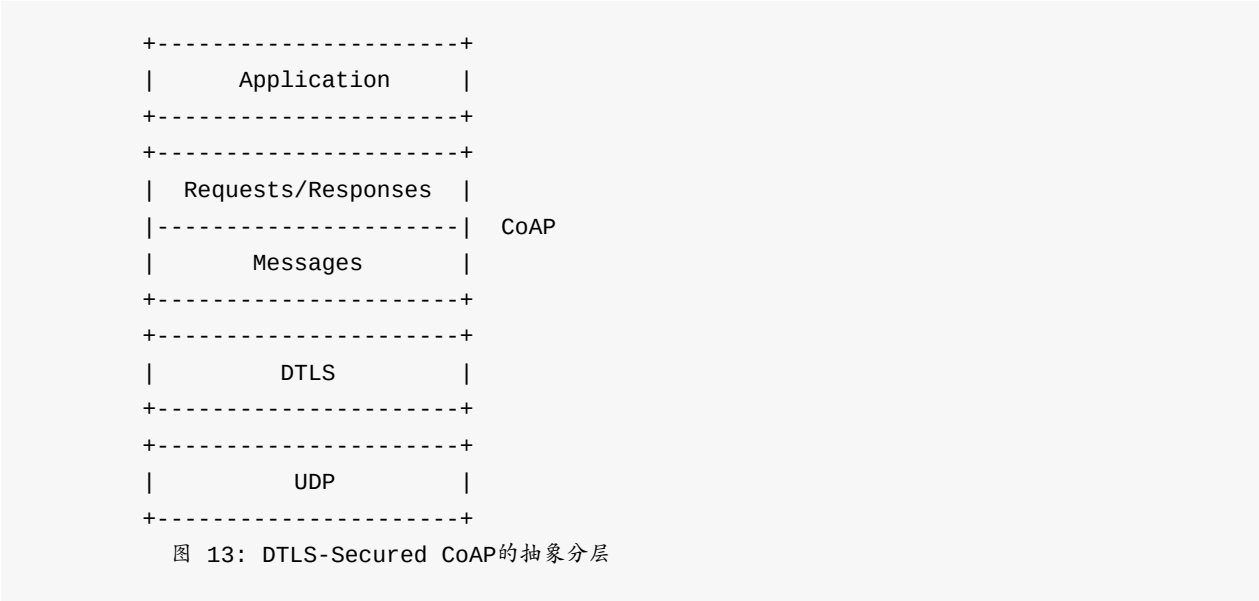 +----------------------+
|      Application     |
+----------------------+
+----------------------+
|  Requests/Responses  |
|----------------------|  CoAP
|       Messages       |
+----------------------+
+----------------------+
|         DTLS         |
+----------------------+
+----------------------+
|          UDP         |
+----------------------+
图 13: DTLS-Secured CoAP的抽象分层